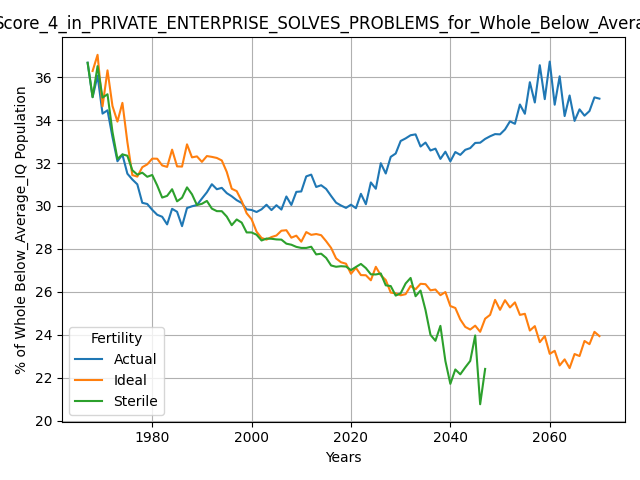 Score_4_in_PRIVATE_ENTERPRISE_SOLVES_PROBLEMS_for_Whole_Below_Avera
% of Whole Below_Average_IQ Population
36
34
32
30
28
26
24
22
20
Fertility
Actual
Ideal
Sterile
1980
2000
2020
2040
2060
Years